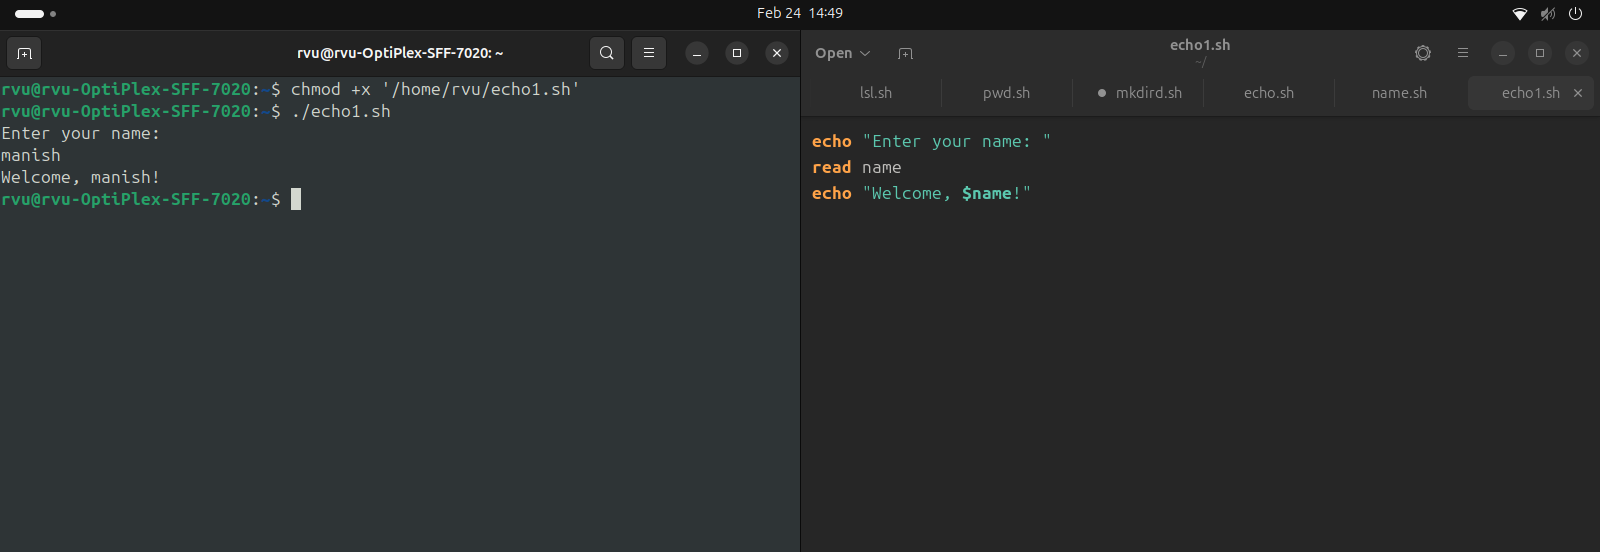 Feb 24 14:49
rvu@rvu-OptiPlex-SFF-7020: ~
rvu@rvu-OptiPlex-SFF-7020:~$ chmod +x '/home/rvu/echo1.sh'
rvu@rvu-OptiPlex-SFF-7020:~$ ./echo1.sh
Enter your name:
manish
Welcome, manish!
rvu@rvu-OptiPlex-SFF-7020:~$
Open
echo1.sh
~/
lsl.sh pwd.sh mkdird.sh echo.sh name.sh echo1.sh
echo "Enter your name: "
read name
echo "Welcome, $name!"